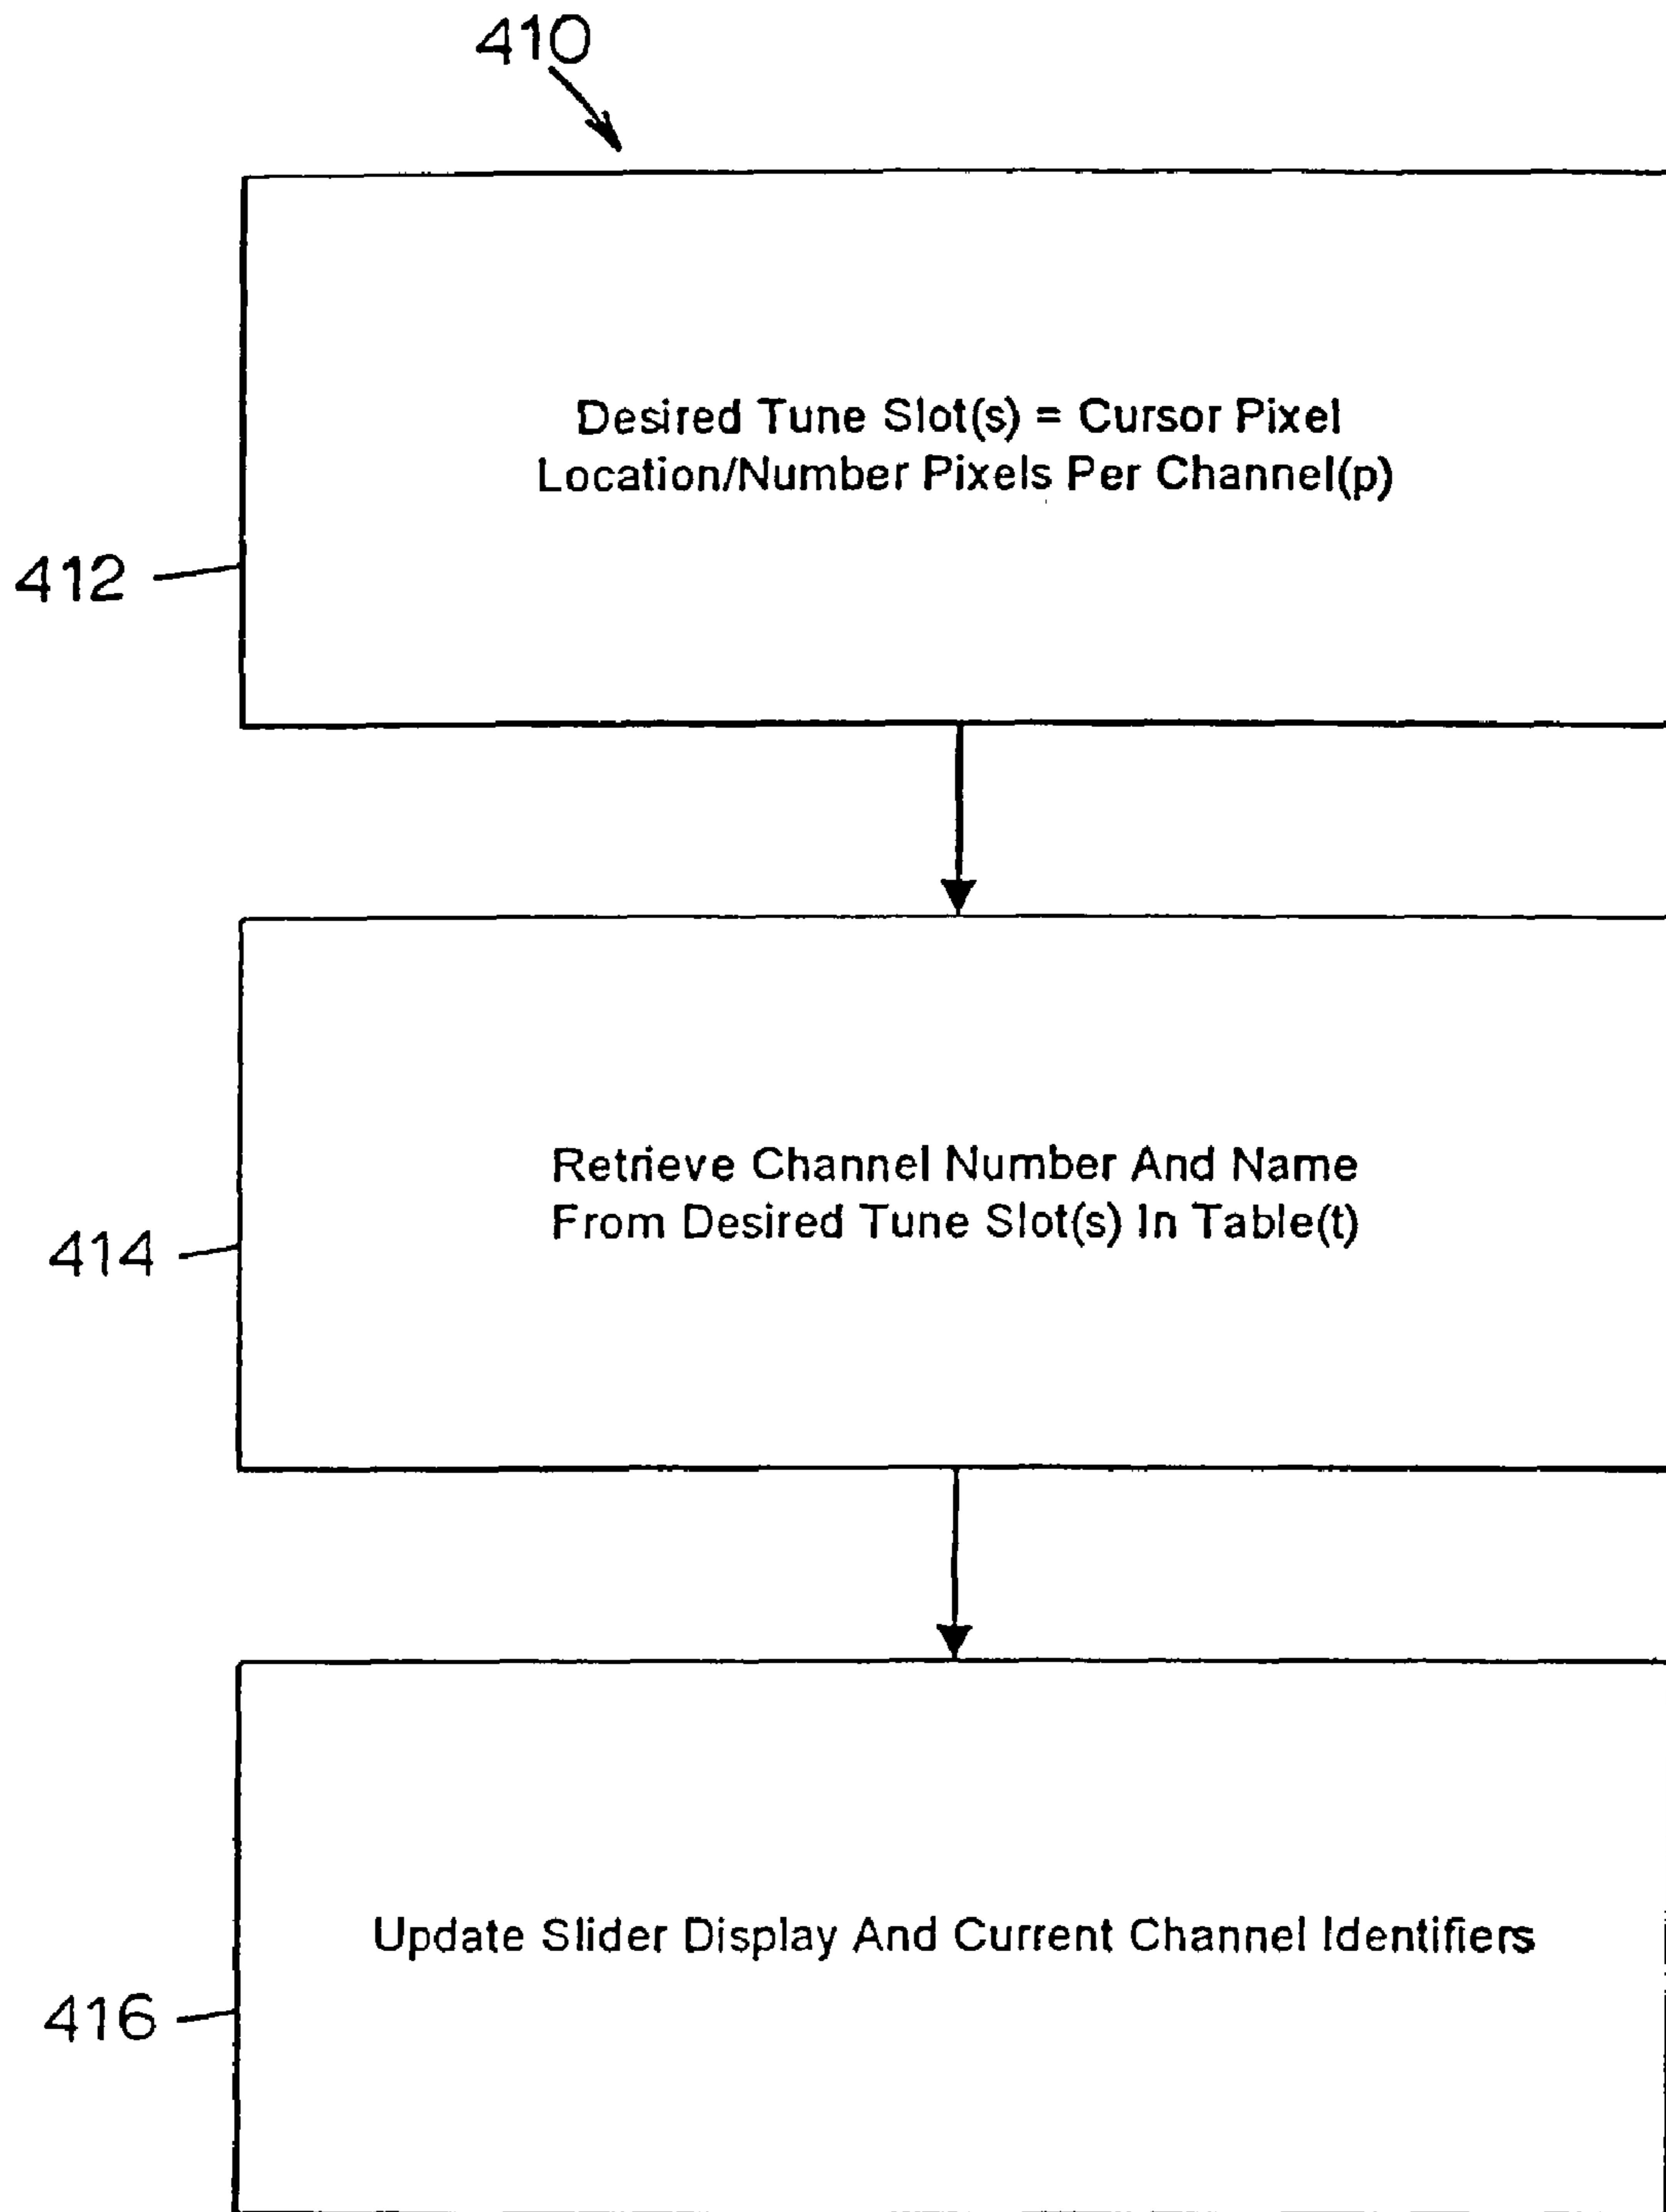 410
Desired Tune Slot(s) = Cursor Pixel
Location/Number Pixels Per Channel(p)
412
Retrieve Channel Number And Name
From Desired Tune Slot(s) In Table(t)
414
Update Slider Display And Current Channel Identifiers
416